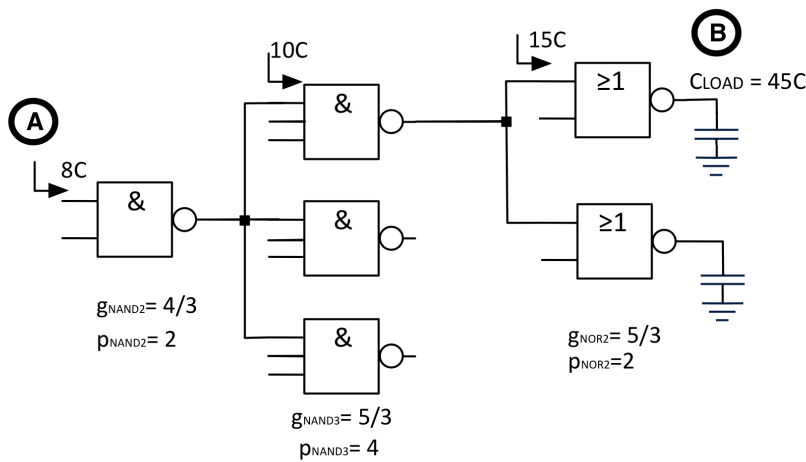 10C
15C
B
CLOAD = 45C
A
8C
&
&
&
&
≥1
≥1
gNAND2= 4/3
pNAND2= 2
gNAND3= 5/3
pNAND3= 4
gNOR2= 5/3
pNOR2=2